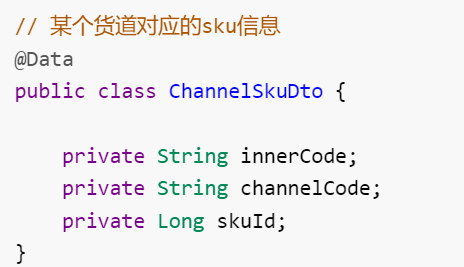 // 某个货道对应的sku信息
@Data
public class ChannelSkuDto {
    private String innerCode;
    private String channelCode;
    private Long skuId;
}